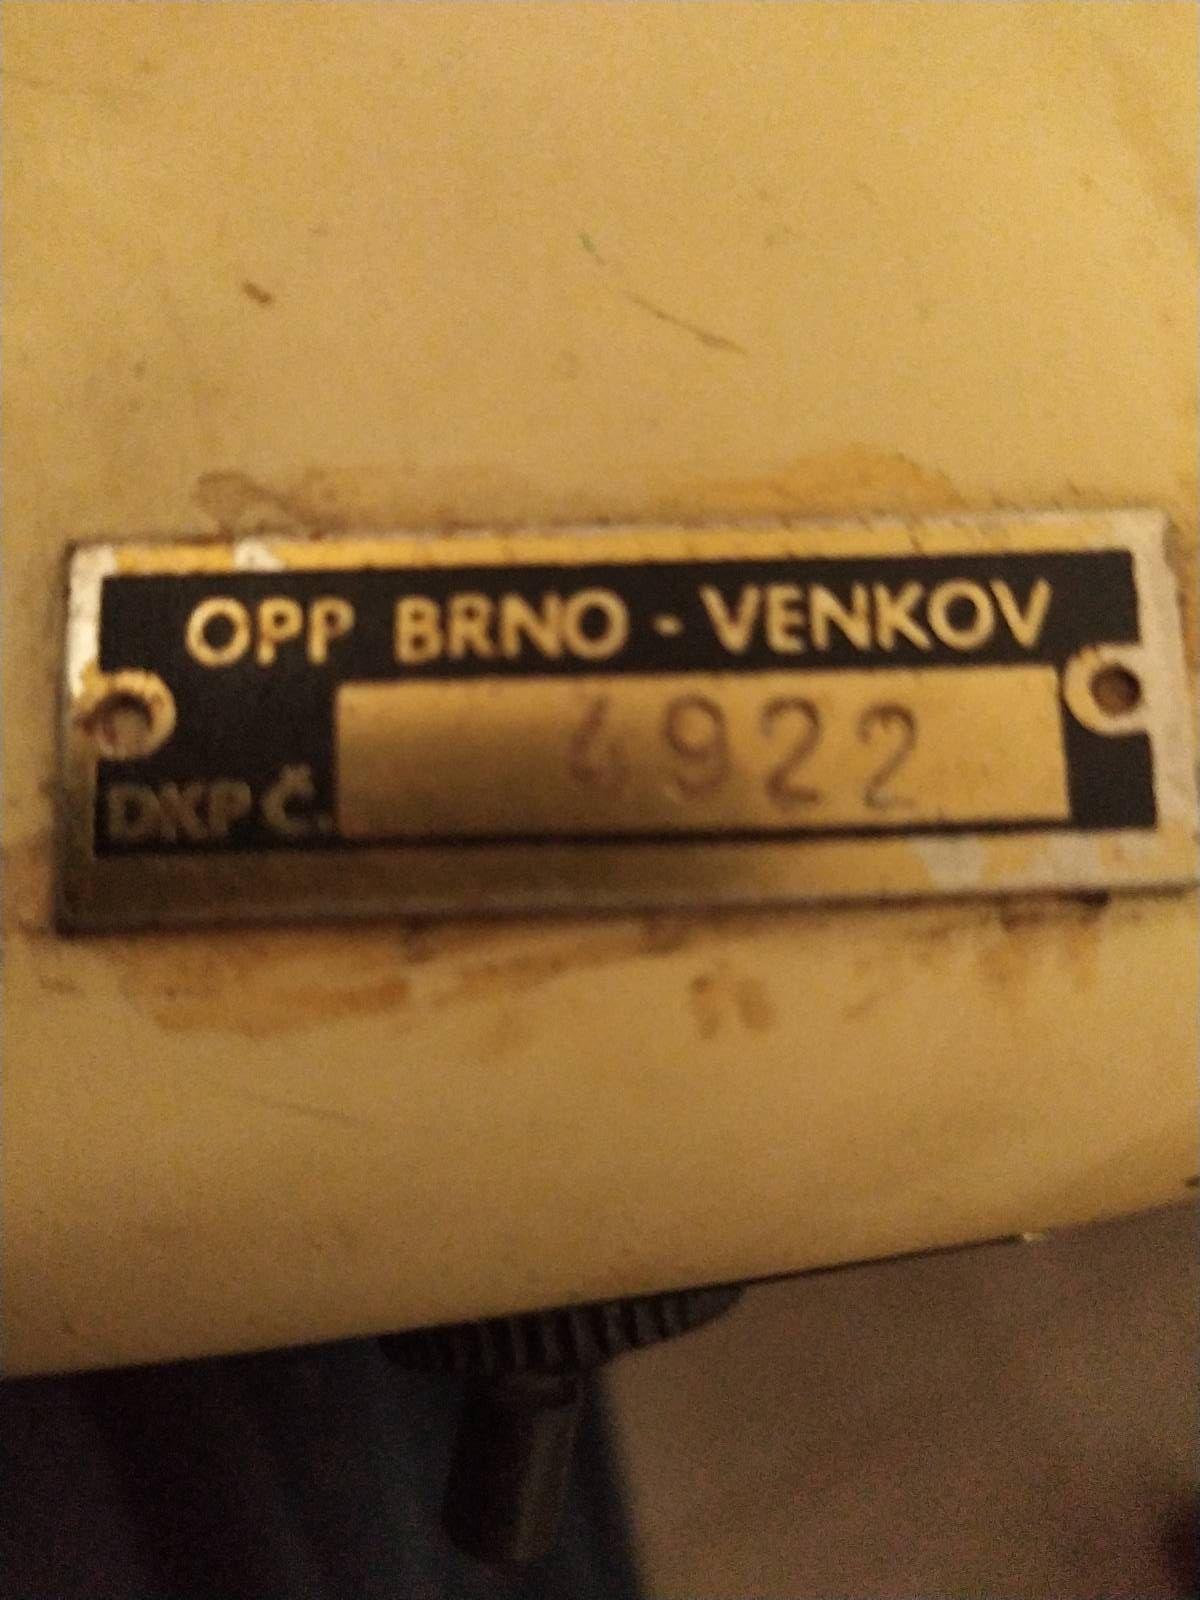 OPP BRNO - VENKOV
4922
DKP Č.